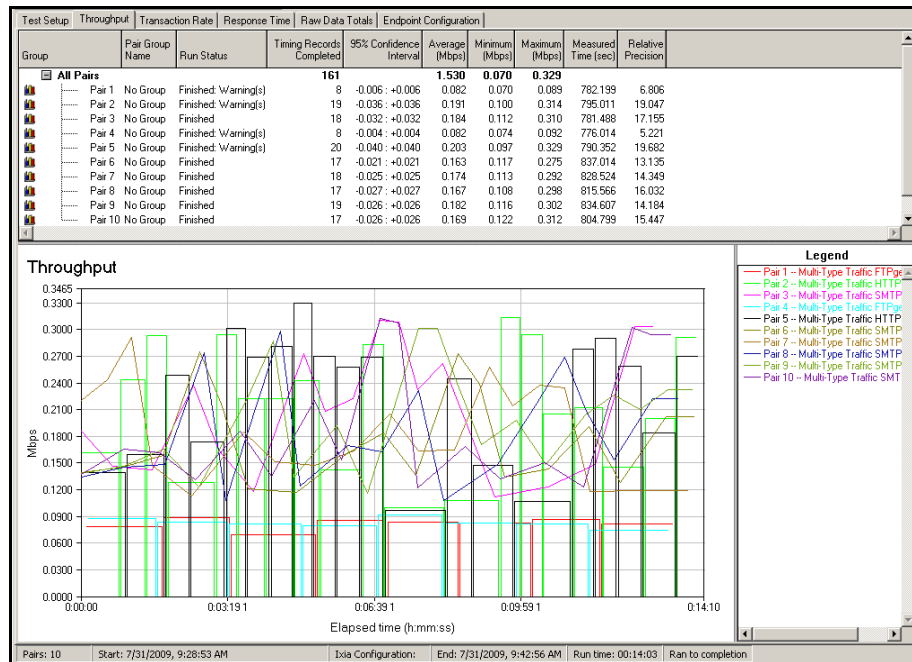 Test Setup Throughput Transaction Rate Response Time Raw Data Totals Endpoint Configuration
Group Pair Group Name Run Status Timing Records Completed 95% Confidence Interval Average (Mbps) Minimum (Mbps) Maximum (Mbps) Measured Time (sec) Relative Precision
All Pairs 161 1.530 0.070 0.329
Pair 1 No Group Finished: Warning(s) 8 -0.006 : +0.006 0.082 0.070 0.089 782.199 6.806
Pair 2 No Group Finished: Warning(s) 19 -0.036 : +0.036 0.191 0.100 0.314 795.011 19.047
Pair 3 No Group Finished 18 -0.032 : +0.032 0.184 0.112 0.310 781.488 17.155
Pair 4 No Group Finished: Warning(s) 8 -0.004 : +0.004 0.082 0.074 0.092 776.014 5.221
Pair 5 No Group Finished: Warning(s) 20 -0.040 : +0.040 0.203 0.097 0.329 790.352 19.682
Pair 6 No Group Finished 17 -0.021 : +0.021 0.163 0.117 0.275 837.014 13.135
Pair 7 No Group Finished 18 -0.025 : +0.025 0.174 0.113 0.292 828.524 14.349
Pair 8 No Group Finished 17 -0.027 : +0.027 0.167 0.108 0.298 815.566 16.032
Pair 9 No Group Finished 19 -0.026 : +0.026 0.182 0.116 0.302 834.607 14.184
Pair 10 No Group Finished 17 -0.026 : +0.026 0.169 0.122 0.312 804.799 15.447
Throughput
0.3465
0.3300
0.3000
0.2700
0.2400
0.2100
0.1800
0.1500
0.1200
0.0900
0.0600
0.0300
0.0000
Mbps
0:00:00 0:03:19 1 0:06:39 1 0:09:59 1 0:14:10
Elapsed time (h:mm:ss)
Legend
Pair 1 -- Multi-Type Traffic FTPge
Pair 2 -- Multi-Type Traffic HTTP
Pair 3 -- Multi-Type Traffic SMTP
Pair 4 -- Multi-Type Traffic FTPge
Pair 5 -- Multi-Type Traffic HTTP
Pair 6 -- Multi-Type Traffic SMTP
Pair 7 -- Multi-Type Traffic SMTP
Pair 8 -- Multi-Type Traffic SMTP
Pair 9 -- Multi-Type Traffic SMTP
Pair 10 -- Multi-Type Traffic SMT
Pairs: 10 Start: 7/31/2009, 9:28:53 AM Ixia Configuration: End: 7/31/2009, 9:42:56 AM Run time: 00:14:03 Ran to completion